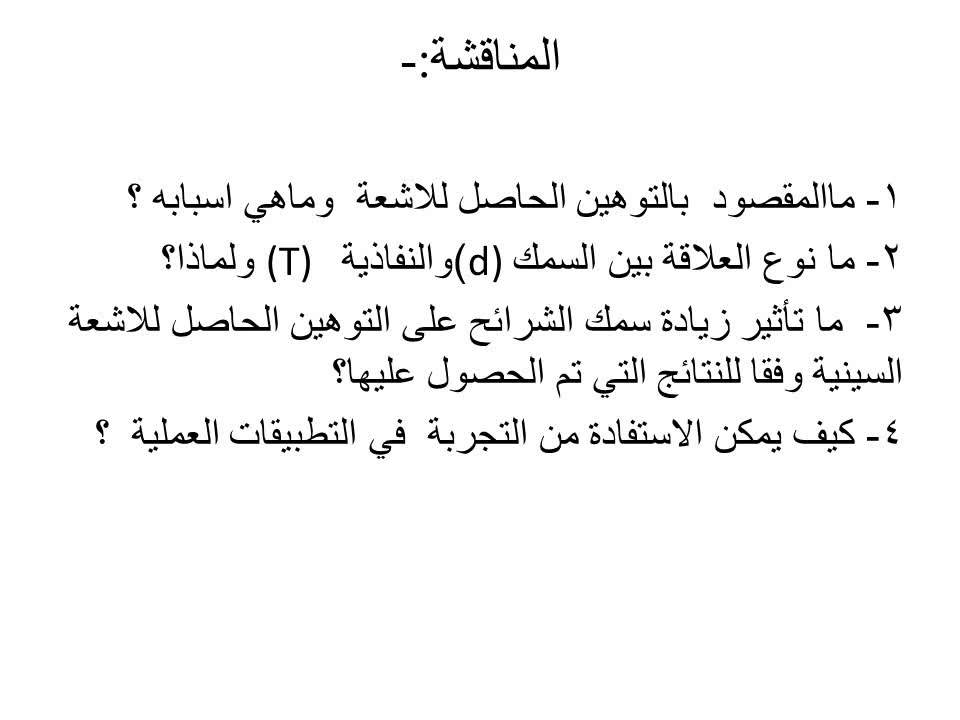 المناقشة:-
١- ماالمقصود بالتوهين الحاصل للاشعة وماهي اسبابه ؟
٢- ما نوع العلاقة بين السمك (d)والنفاذية (T) ولماذا؟
٣- ما تأثير زيادة سمك الشرائح على التوهين الحاصل للاشعة
السينية وفقا للنتائج التي تم الحصول عليها؟
٤- كيف يمكن الاستفادة من التجربة في التطبيقات العملية ؟